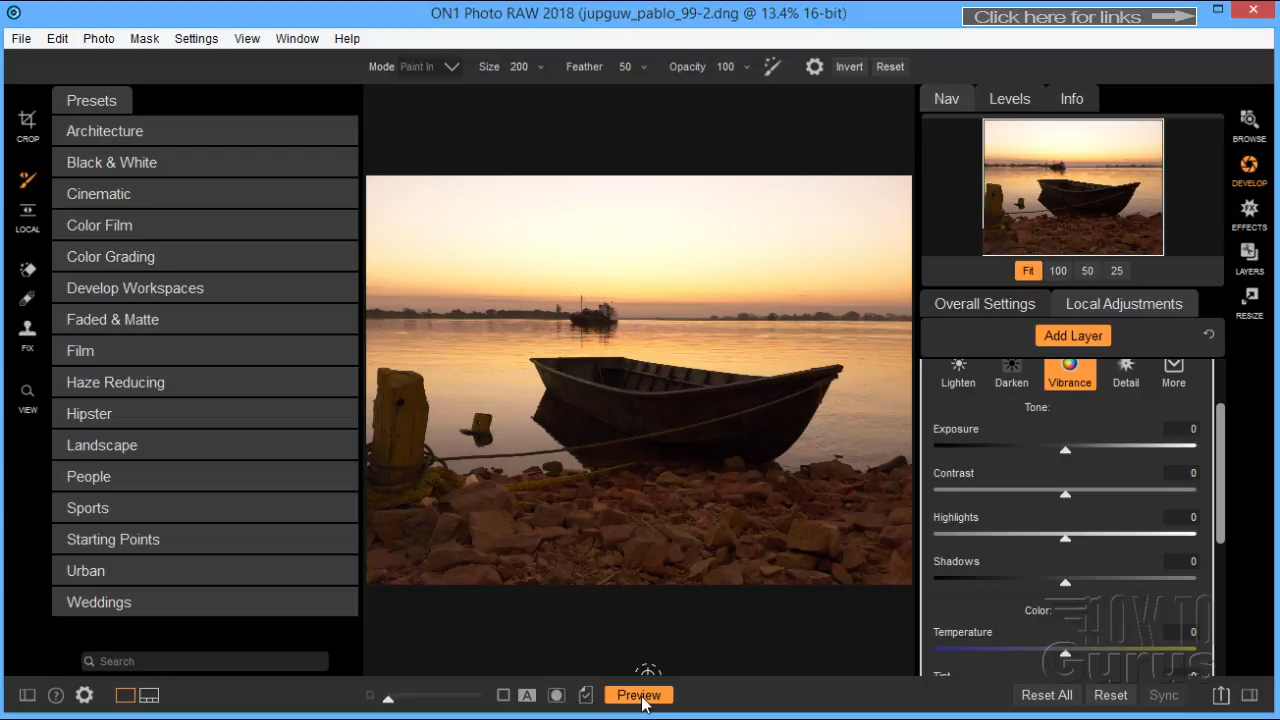 ON1 Photo RAW 2018 (jupguw_pablo_99-2.dng @ 13.4% 16-bit)
Click here for links
File Edit Photo Mask Settings View Window Help
Mode Paint In Size 200 Feather 50 Opacity 100 Invert Reset
Presets
Architecture
Black & White
Cinematic
Color Film
Color Grading
Develop Workspaces
Faded & Matte
Film
Haze Reducing
Hipster
Landscape
People
Sports
Starting Points
Urban
Weddings
Search
CROP
LOCAL
FIX
VIEW
Nav Levels Info
Fit 100 50 25
Overall Settings Local Adjustments
Add Layer
Lighten Darken Vibrance Detail More
Tone:
Exposure 0
Contrast 0
Highlights 0
Shadows 0
Color:
Temperature 0
Tint
HOW TO
Gurus
BROWSE
DEVELOP
EFFECTS
LAYERS
RESIZE
A Preview Reset All Reset Sync